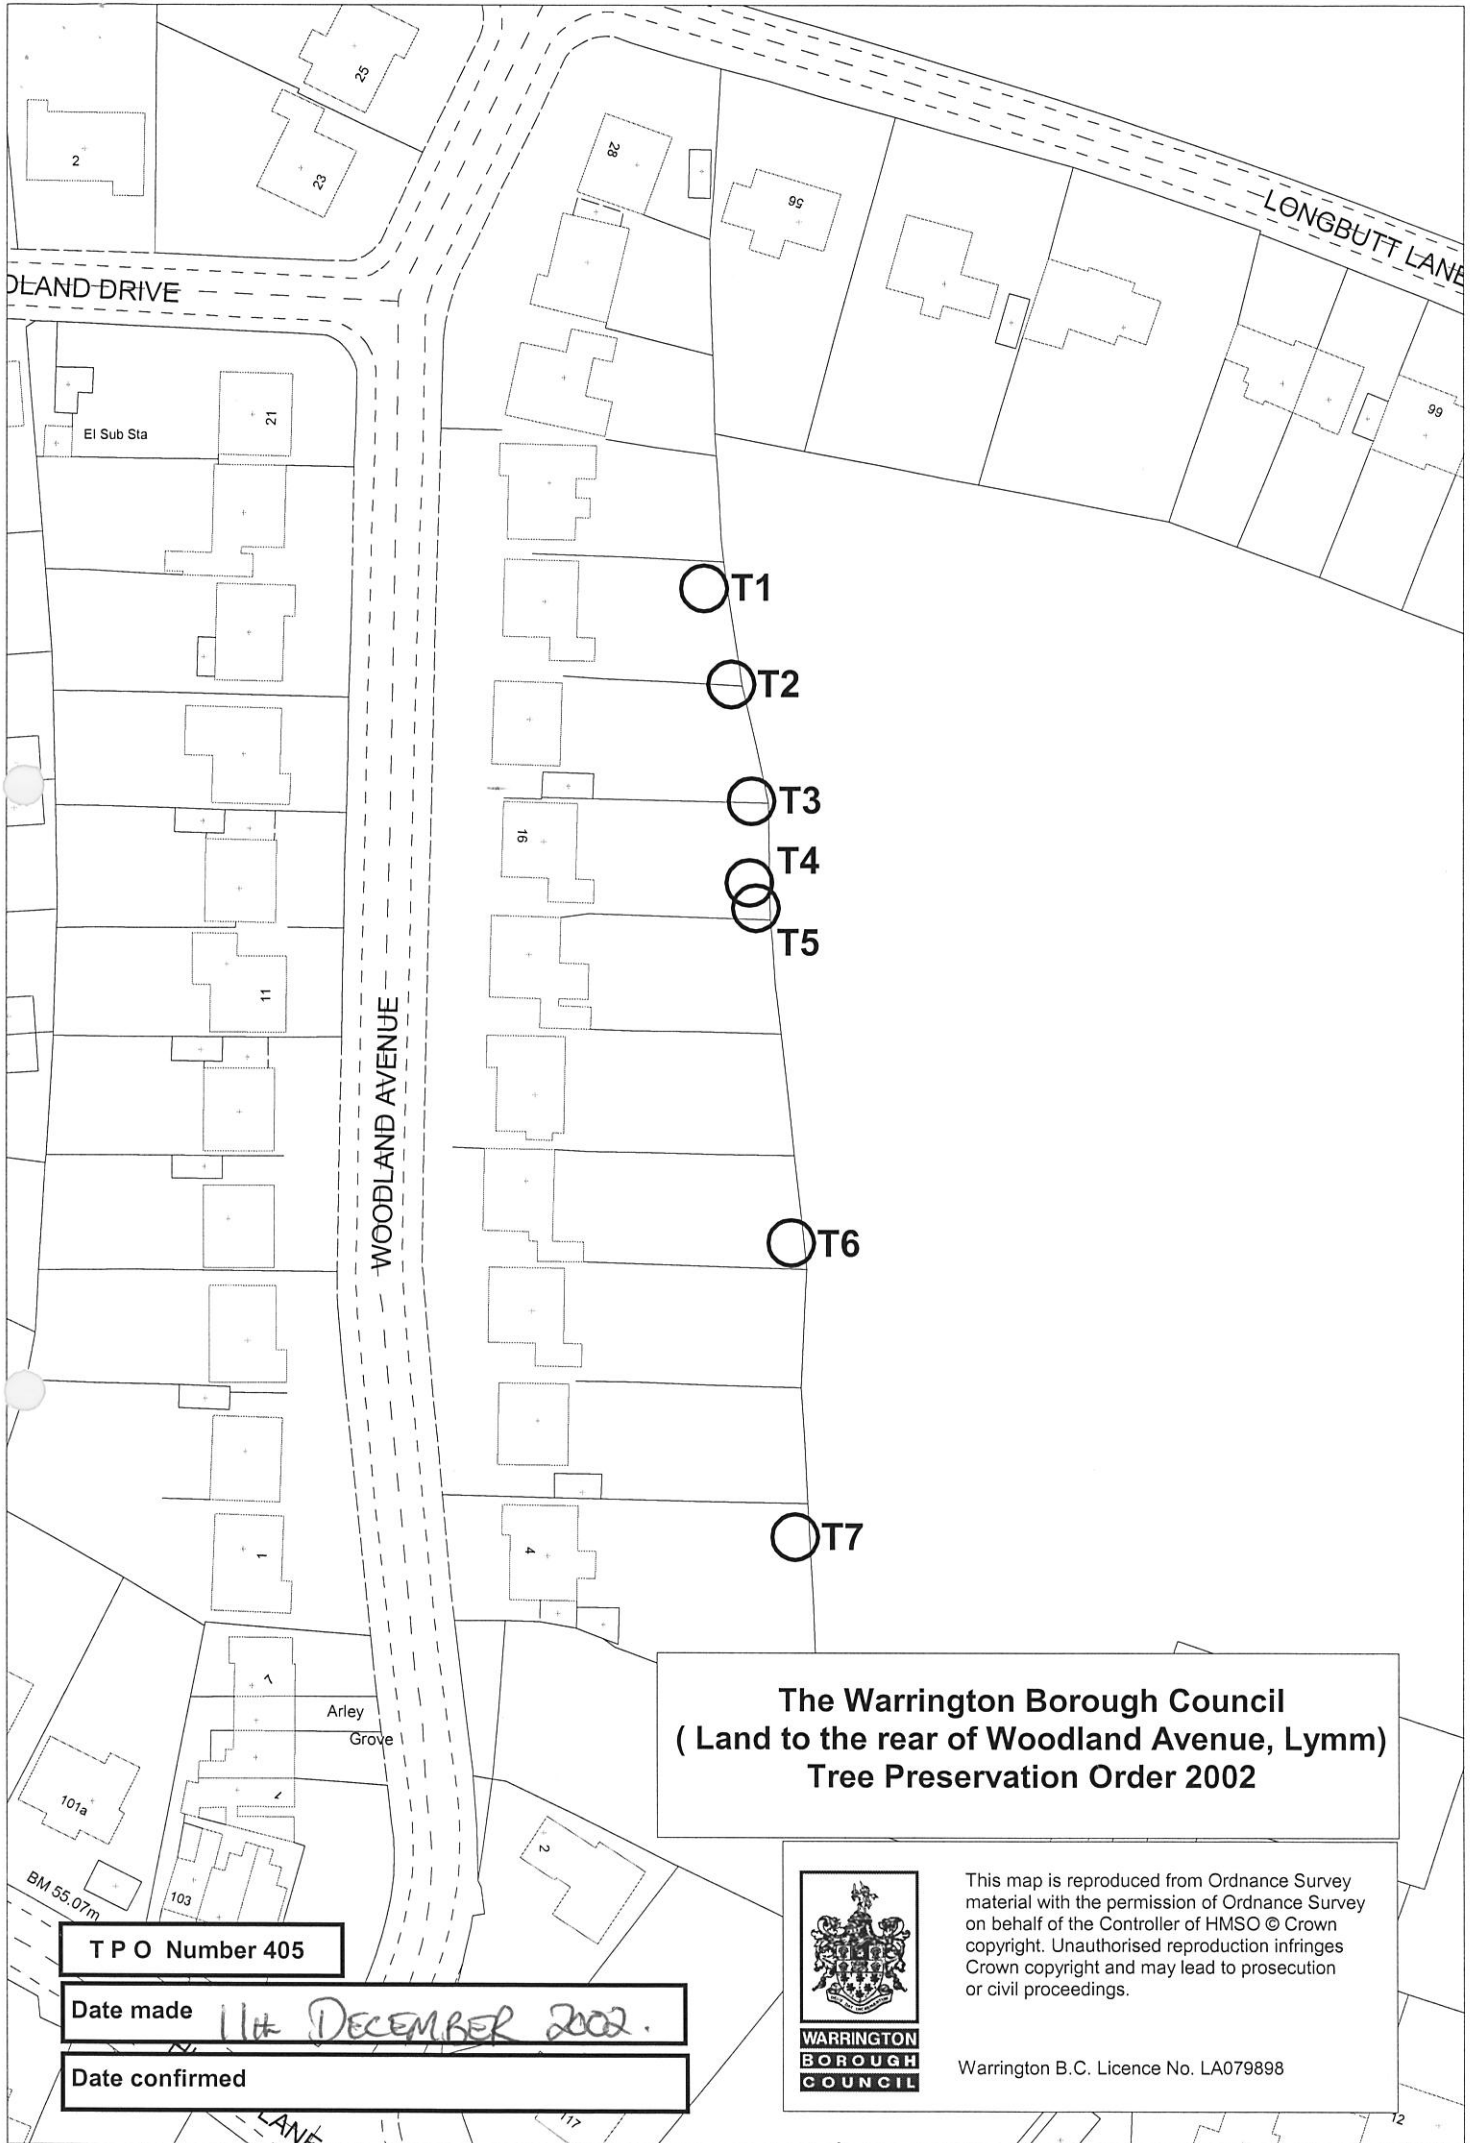 25
2
23
28
56
LONGBUTT LANE
DLAND DRIVE
El Sub Sta
21
66
T1
T2
T3
16
T4
T5
11
WOODLAND AVENUE
T6
T7
4
1
7
Arley
Grove
1
101a
2
BM 55.07m
103
The Warrington Borough Council
( Land to the rear of Woodland Avenue, Lymm)
Tree Preservation Order 2002
T P O Number 405
Date made 11th DECEMBER 2002.
Date confirmed
This map is reproduced from Ordnance Survey
material with the permission of Ordnance Survey
on behalf of the Controller of HMSO © Crown
copyright. Unauthorised reproduction infringes
Crown copyright and may lead to prosecution
or civil proceedings.
WARRINGTON
BOROUGH
COUNCIL
Warrington B.C. Licence No. LA079898
LANE
117
12